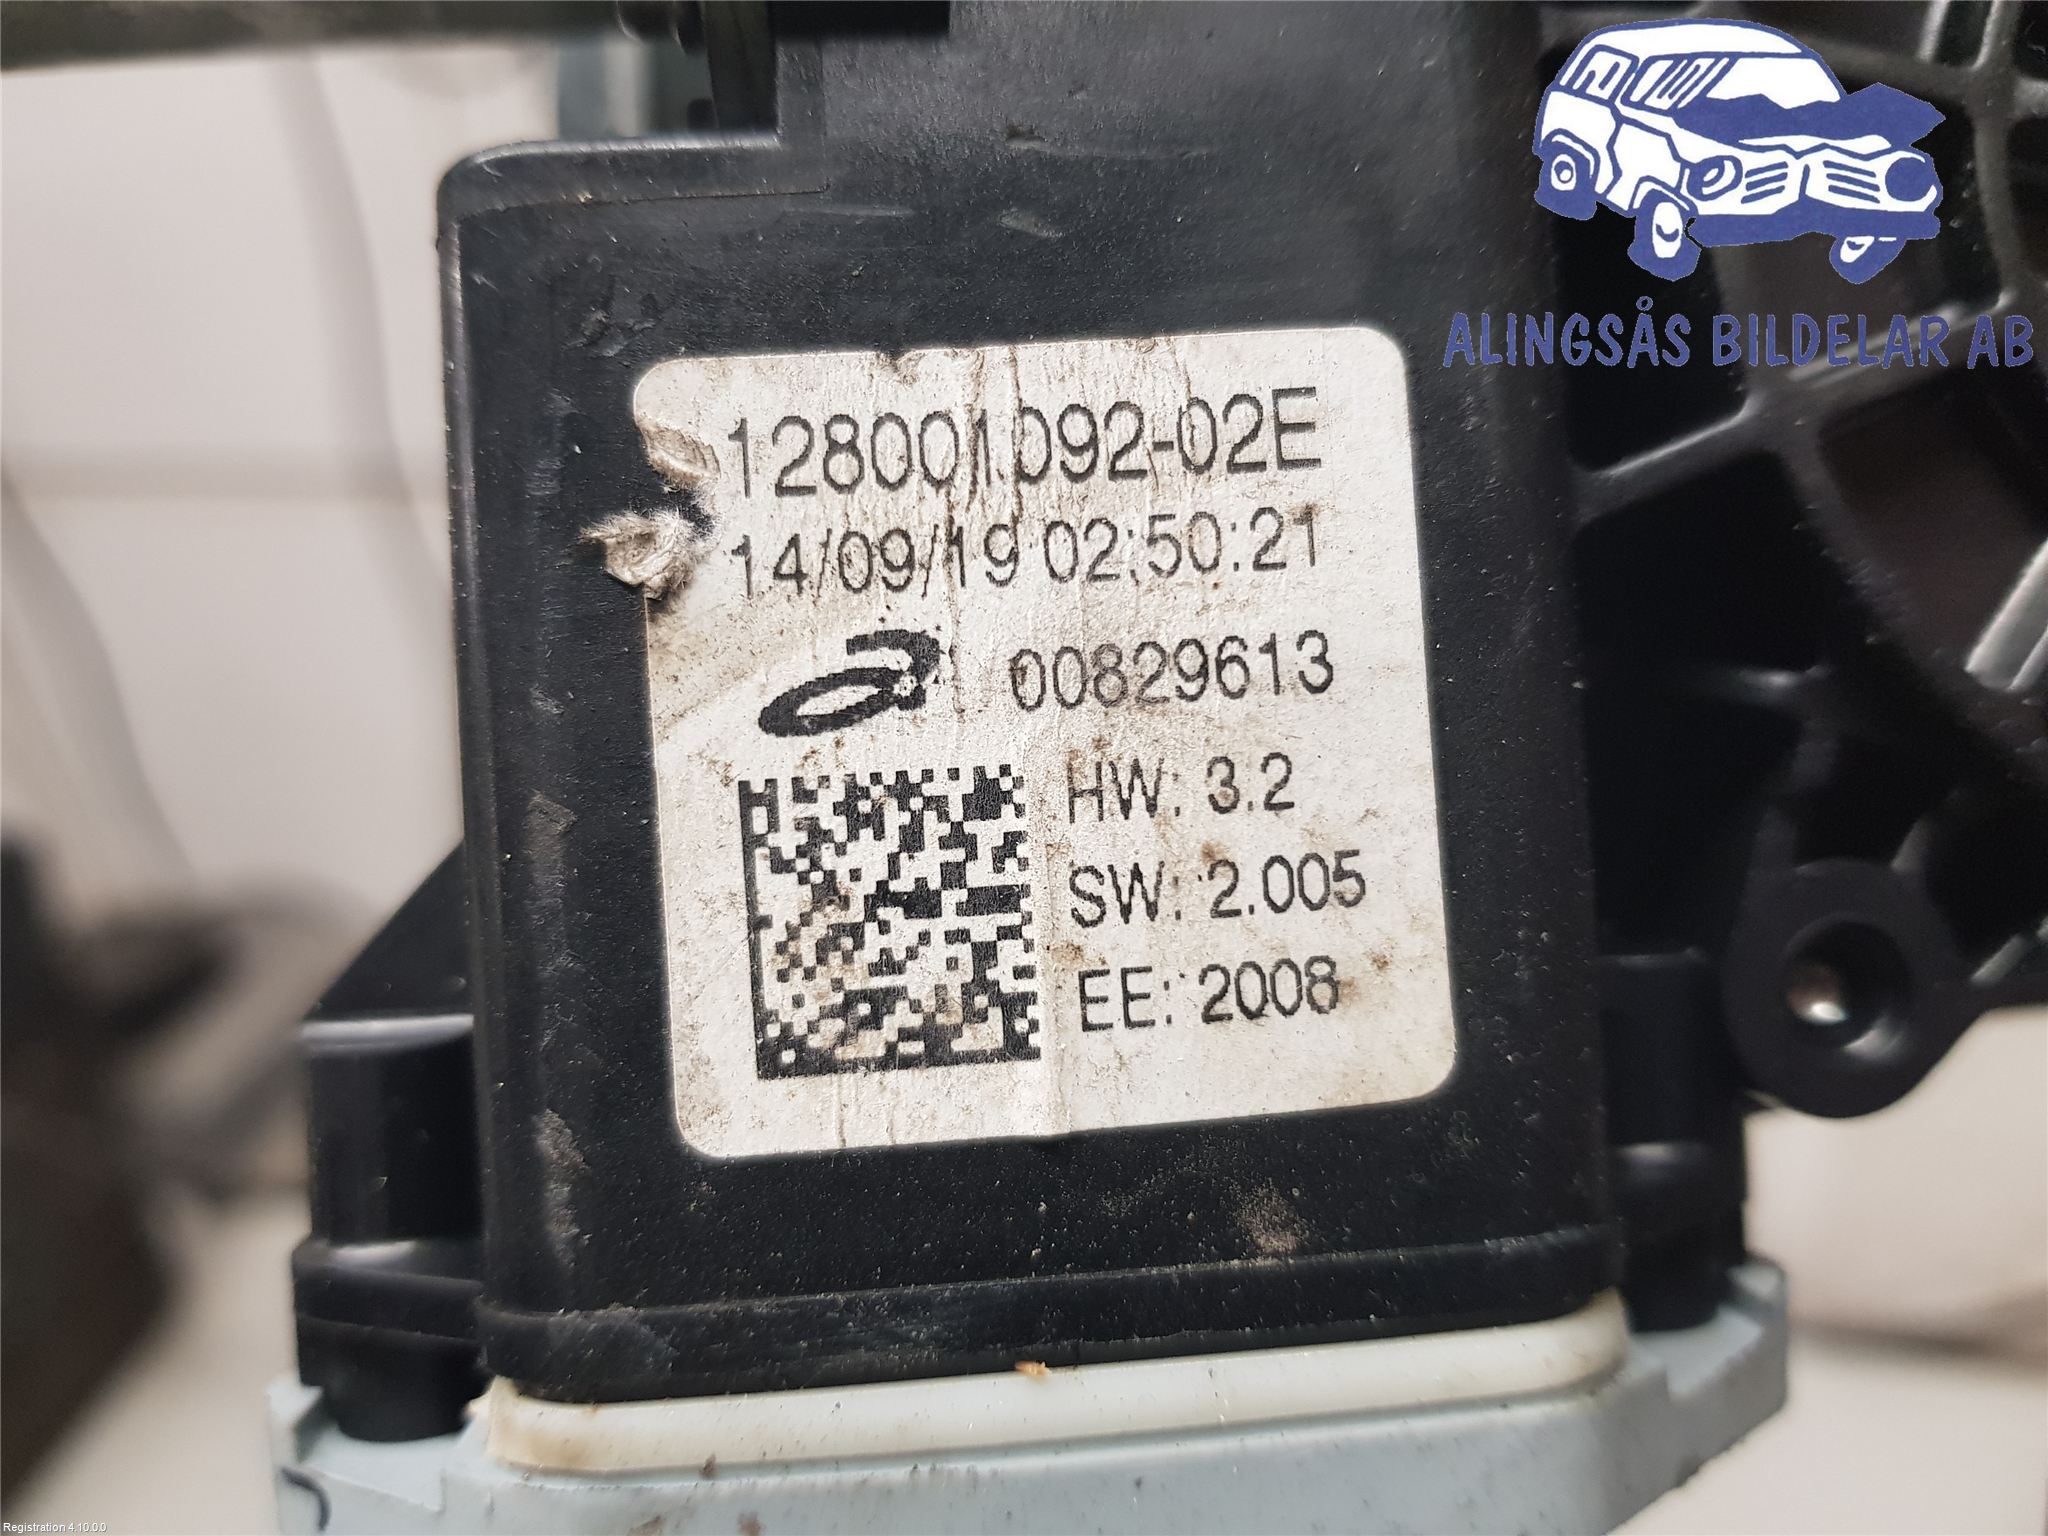 ALINGSÅS BILDELAR AB
128001092-02E
14/09/19 02:50:21
00829613
HW: 3.2
SW: 2.005
EE: 2008
Registration 4.10.0.0